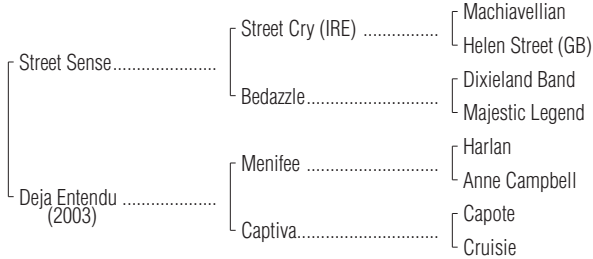 Machiavellian
Street Cry (IRE) ................
Helen Street (GB)
Street Sense......................
Dixieland Band
Bedazzle............................
Majestic Legend
Harlan
Menifee ............................
Anne Campbell
Deja Entendu ....................
(2003)
Capote
Captiva..............................
Cruisie